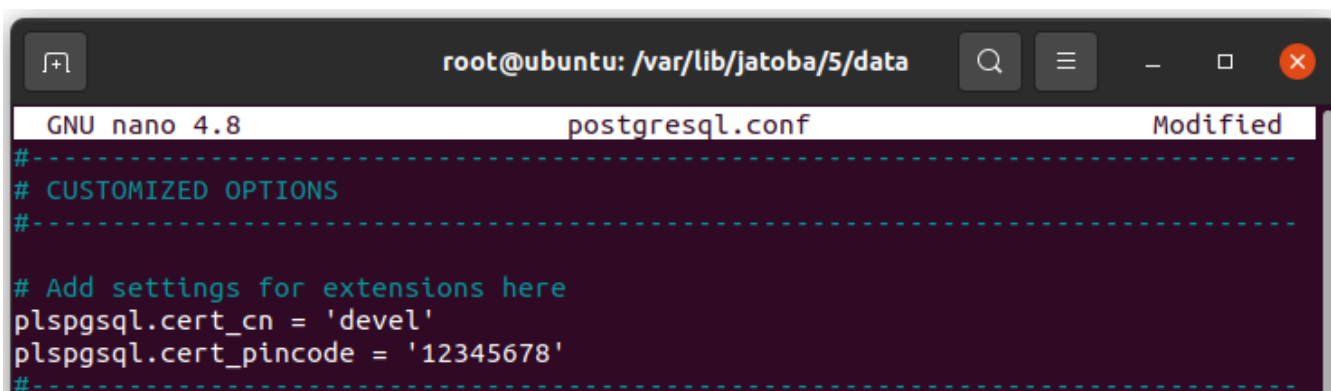 root@ubuntu: /var/lib/jatoba/5/data
GNU nano 4.8 postgresql.conf Modified
#-------------------------------------------------------------------------------
# CUSTOMIZED OPTIONS
#-------------------------------------------------------------------------------
# Add settings for extensions here
plspgsql.cert_cn = 'devel'
plspgsql.cert_pincode = '12345678'
#-------------------------------------------------------------------------------